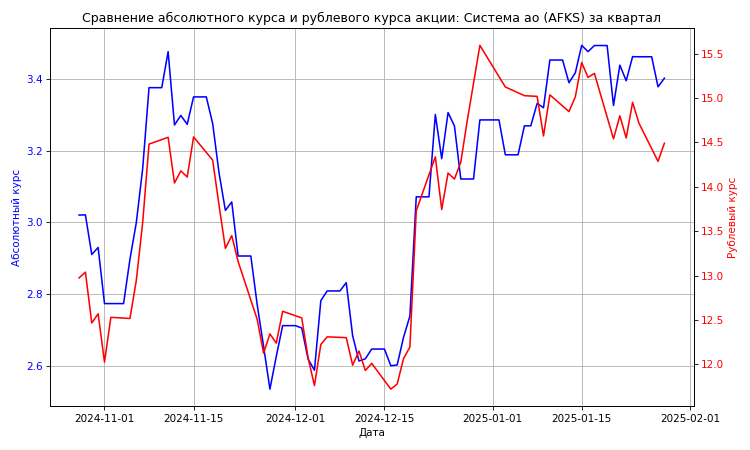 Сравнение абсолютного курса и рублевого курса акции: Система ао (AFKS) за квартал
3.4
3.2
3.0
2.8
2.6
Абсолютный курс
15.5
15.0
14.5
14.0
13.5
13.0
12.5
12.0
Рублевый курс
2024-11-01 2024-11-15 2024-12-01 2024-12-15 2025-01-01 2025-01-15 2025-02-01
Дата